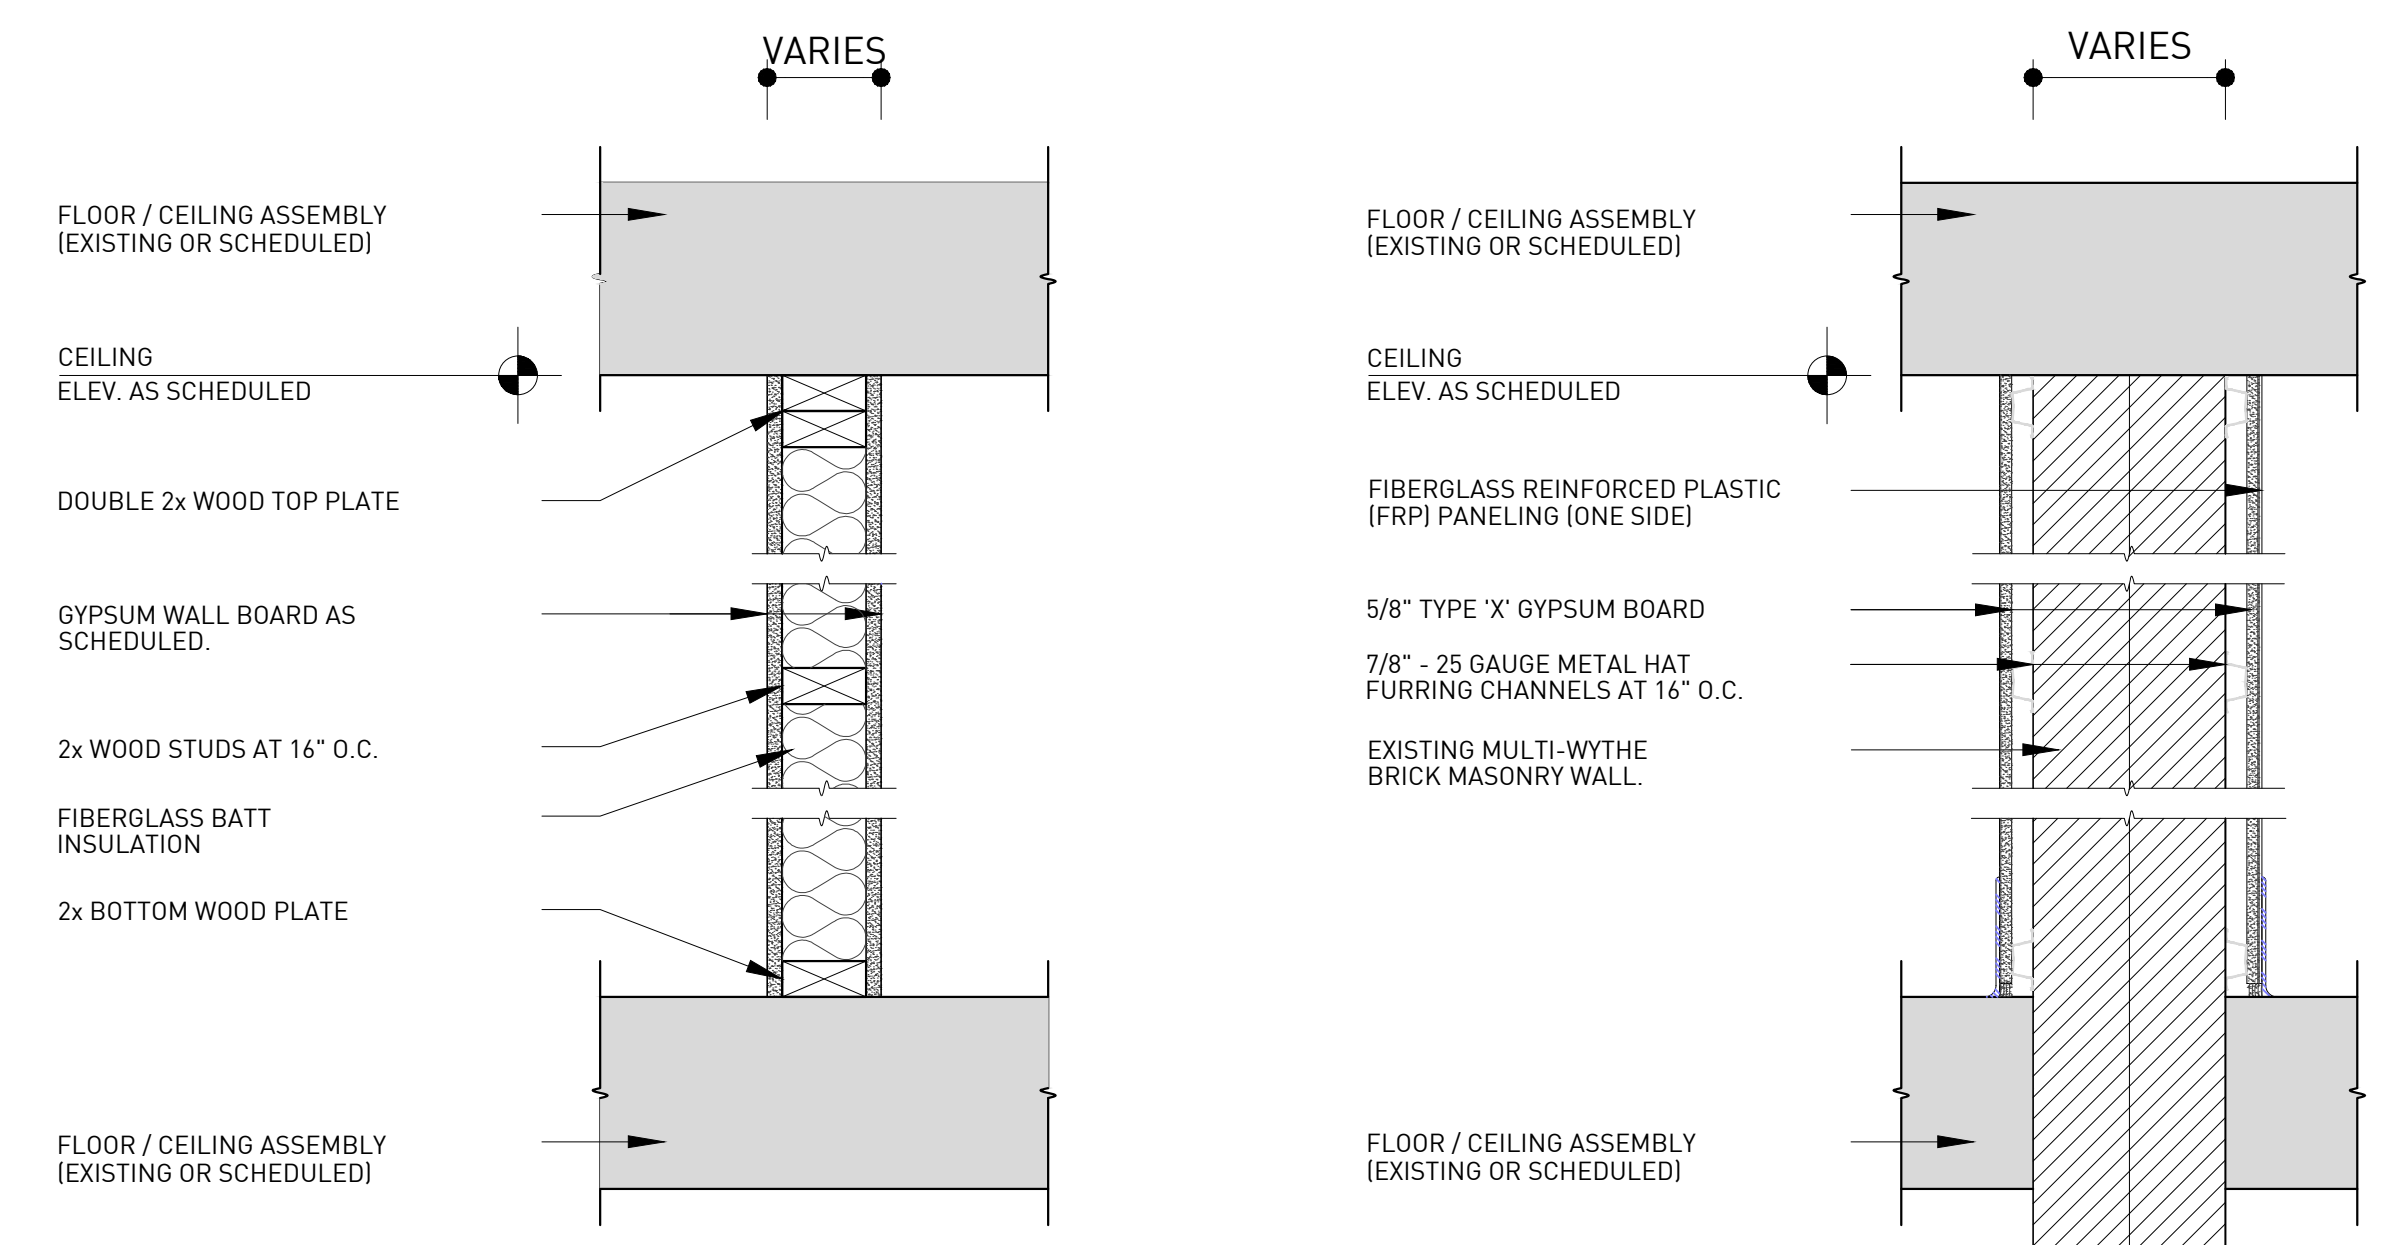 VARIES
FLOOR / CEILING ASSEMBLY
(EXISTING OR SCHEDULED)
CEILING
ELEV. AS SCHEDULED
DOUBLE 2x WOOD TOP PLATE
GYPSUM WALL BOARD AS
SCHEDULED.
2x WOOD STUDS AT 16" O.C.
FIBERGLASS BATT
INSULATION
2x BOTTOM WOOD PLATE
FLOOR / CEILING ASSEMBLY
(EXISTING OR SCHEDULED)
VARIES
FLOOR / CEILING ASSEMBLY
(EXISTING OR SCHEDULED)
CEILING
ELEV. AS SCHEDULED
FIBERGLASS REINFORCED PLASTIC
(FRP) PANELING (ONE SIDE)
5/8" TYPE 'X' GYPSUM BOARD
7/8" - 25 GAUGE METAL HAT
FURRING CHANNELS AT 16" O.C.
EXISTING MULTI-WYTHE
BRICK MASONRY WALL.
FLOOR / CEILING ASSEMBLY
(EXISTING OR SCHEDULED)